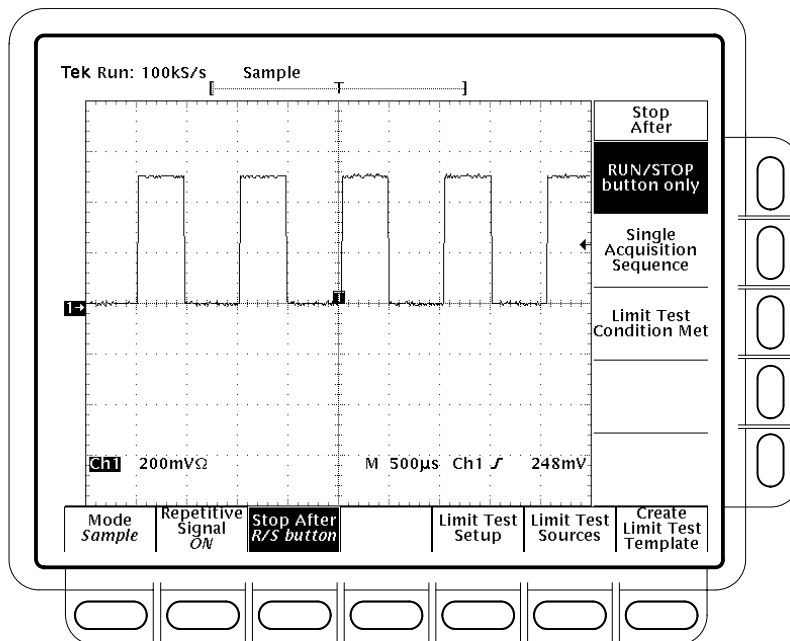 Tek Run: 100kS/s Sample
[ T ]
Stop
After
RUN/STOP
button only
Single
Acquisition
Sequence
Limit Test
Condition Met
T
1→
Ch1 200mVΩ M 500µs Ch1 ƒ 248mV
Mode
Sample
Repetitive
Signal
ON
Stop After
R/S button
Limit Test
Setup
Limit Test
Sources
Create
Limit Test
Template